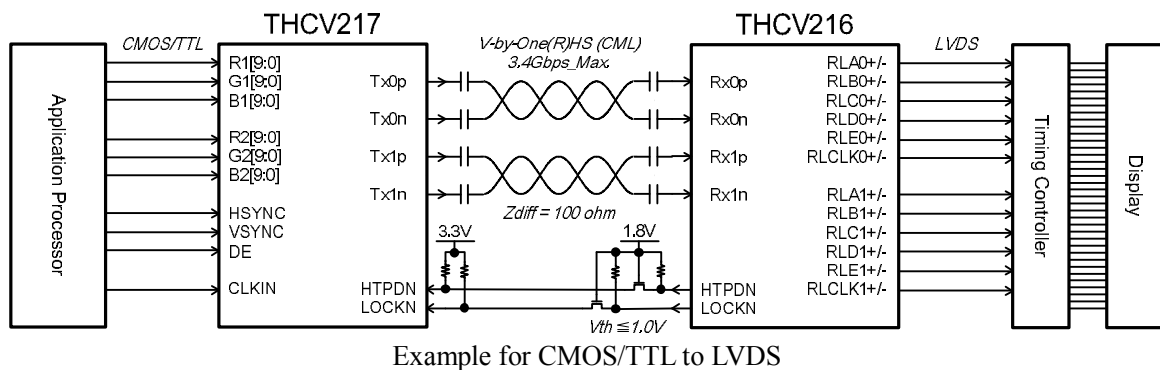 THCV217
THCV216
CMOS/TTL
V-by-One(R)HS (CML)
3.4Gbps_Max.
LVDS
Application Processor
R1[9:0]
G1[9:0]
B1[9:0]
R2[9:0]
G2[9:0]
B2[9:0]
HSYNC
VSYNC
DE
CLKIN
Tx0p
Tx0n
Tx1p
Tx1n
HTPDN
LOCKN
Zdiff = 100 ohm
3.3V
1.8V
Vth ≦1.0V
Rx0p
Rx0n
Rx1p
Rx1n
HTPDN
LOCKN
RLA0+/-
RLB0+/-
RLC0+/-
RLD0+/-
RLE0+/-
RLCLK0+/-
RLA1+/-
RLB1+/-
RLC1+/-
RLD1+/-
RLE1+/-
RLCLK1+/-
Timing Controller
Display
Example for CMOS/TTL to LVDS